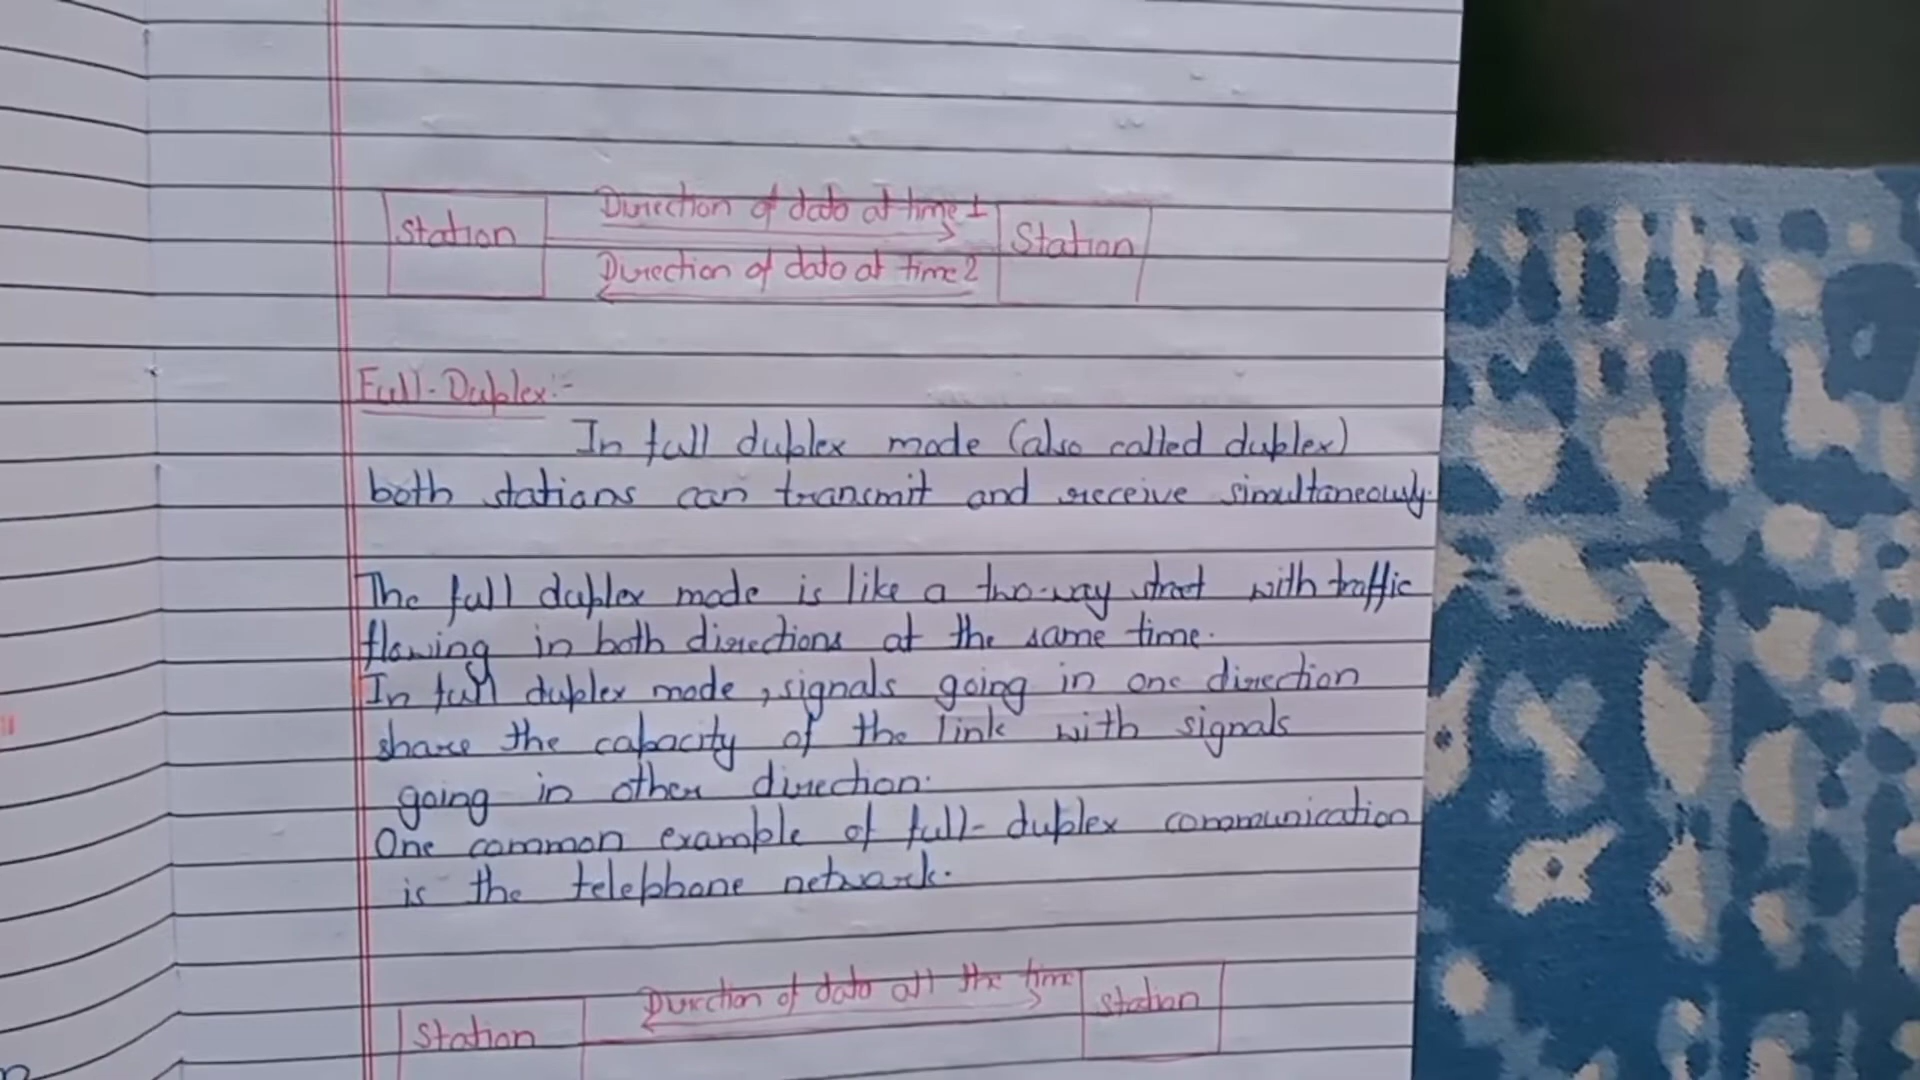 Direction of data at time 1
Station
Station
Direction of data at time 2
Full-Duplex:-
In full duplex mode (also called duplex)
both stations can transmit and receive simultaneously.
The full duplex mode is like a two-way street with traffic
flowing in both directions at the same time.
In full duplex mode, signals going in one direction
share the capacity of the link with signals
going in other direction.
One common example of full-duplex communication
is the telephone network.
Direction of data all the time
Station
Station